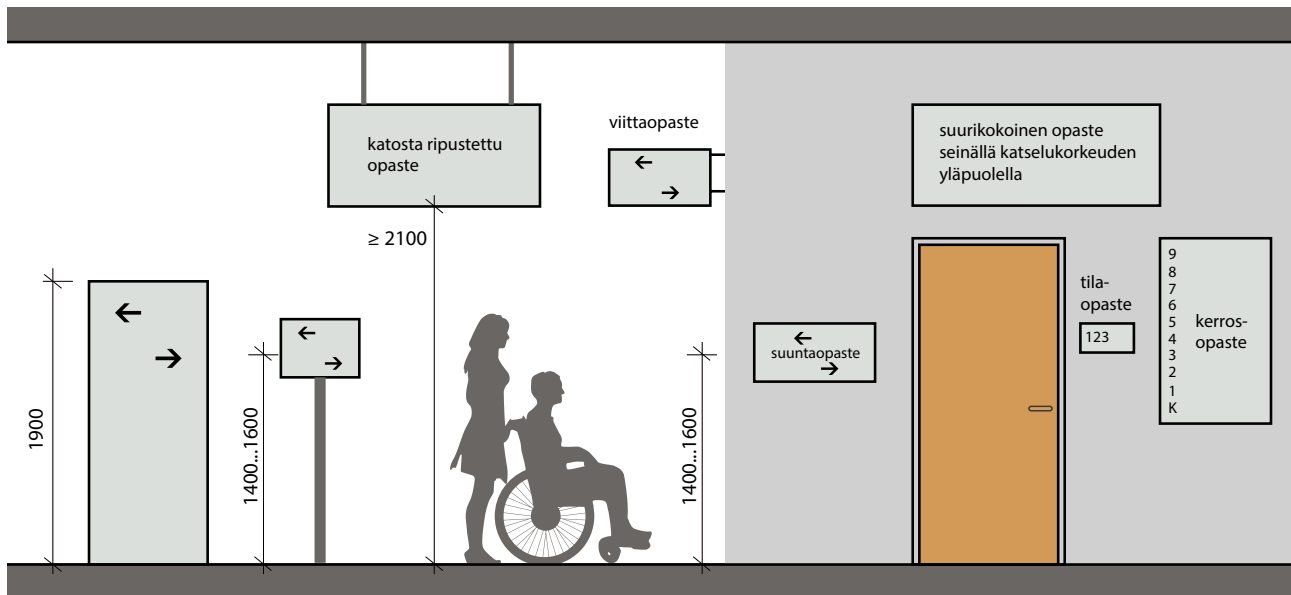 katosta ripustettu
opaste
viittaopaste
suurikokoinen opaste
seinällä katselukorkeuden
yläpuolella
≥ 2100
1900
1400...1600
1400...1600
suuntaopaste
tila-
opaste
123
9
8
7
6
5
4
3
2
1
K
kerros-
opaste